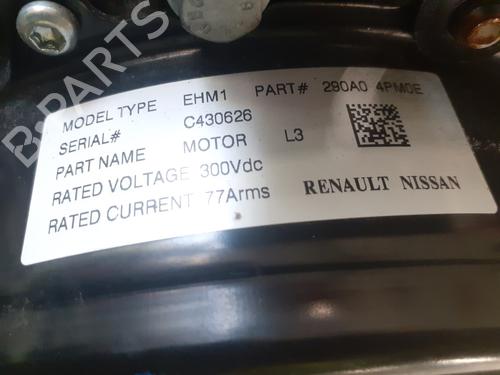 MODEL TYPE EHM1 PART# 290A0 4PM0E
SERIAL# C430626
PART NAME MOTOR L3
RATED VOLTAGE 300Vdc
RATED CURRENT 77Arms
RENAULT NISSAN
B-PARTS